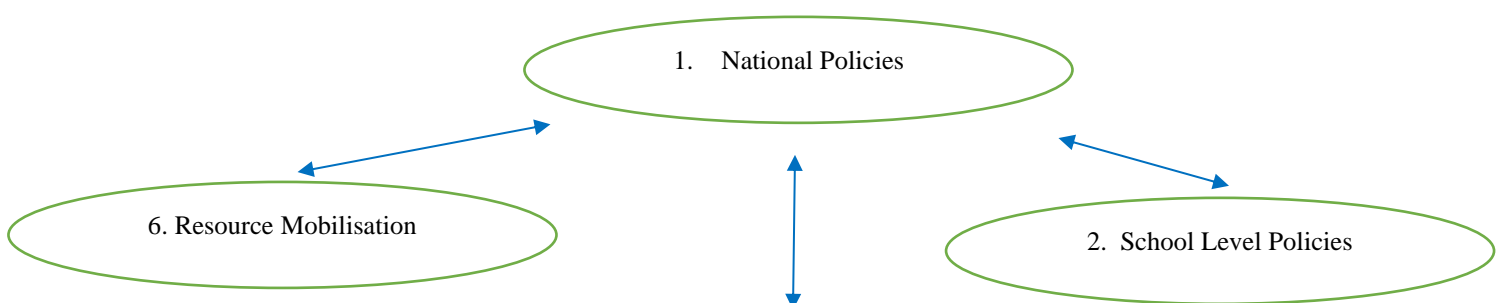 1. National Policies
6. Resource Mobilisation
2. School Level Policies